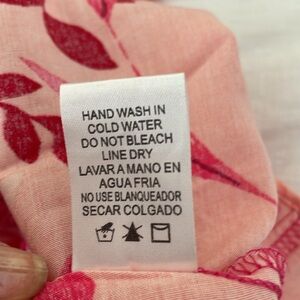 HAND WASH IN
COLD WATER
DO NOT BLEACH
LINE DRY
LAVAR A MANO EN
AGUA FRIA
NO USE BLANQUEADOR
SECAR COLGADO